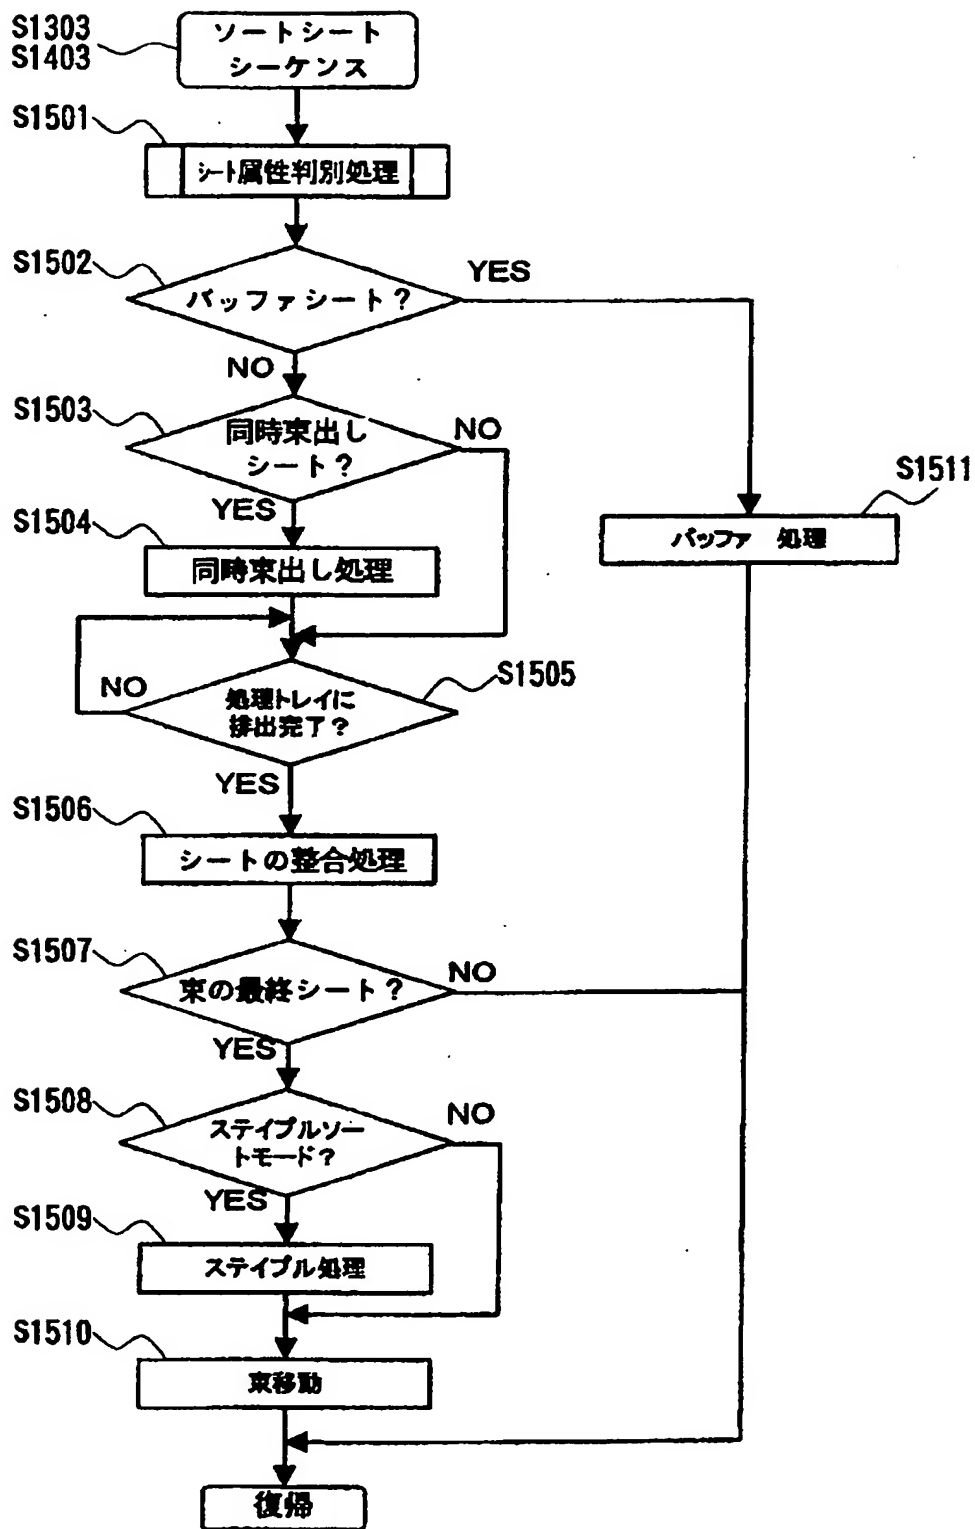 S1303
S1403
ソートシート
シーケンス
S1501
シート属性判別処理
S1502
バッファシート？
YES
NO
S1503
同時束出し
シート？
NO
YES
S1504
同時束出し処理
S1511
バッファ 処理
S1505
処理トレイに
排出完了？
NO
YES
S1506
シートの整合処理
S1507
束の最終シート？
NO
YES
S1508
ステイプルソー
トモード？
NO
YES
S1509
ステイプル処理
S1510
束移動
復帰